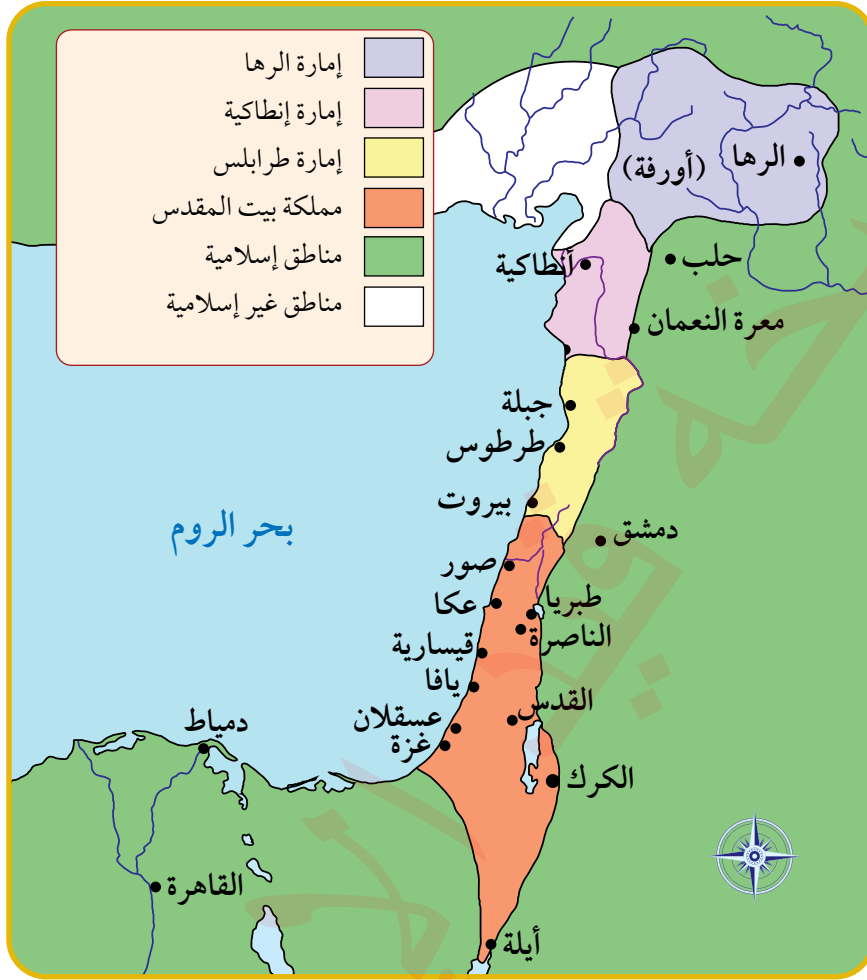 إمارة الرها
إمارة إنطاكية
إمارة طرابلس
مملكة بيت المقدس
مناطق إسلامية
مناطق غير إسلامية
الرها
(أورفة)
حلب
أنطاكية
معرة النعمان
جبلة
طرطوس
بيروت
بحر الروم
دمشق
صور
عكا
طبريا
الناصرة
قيسارية
يافا
القدس
عسقلان
دمياط
غزة
الكرك
القاهرة
أيلة